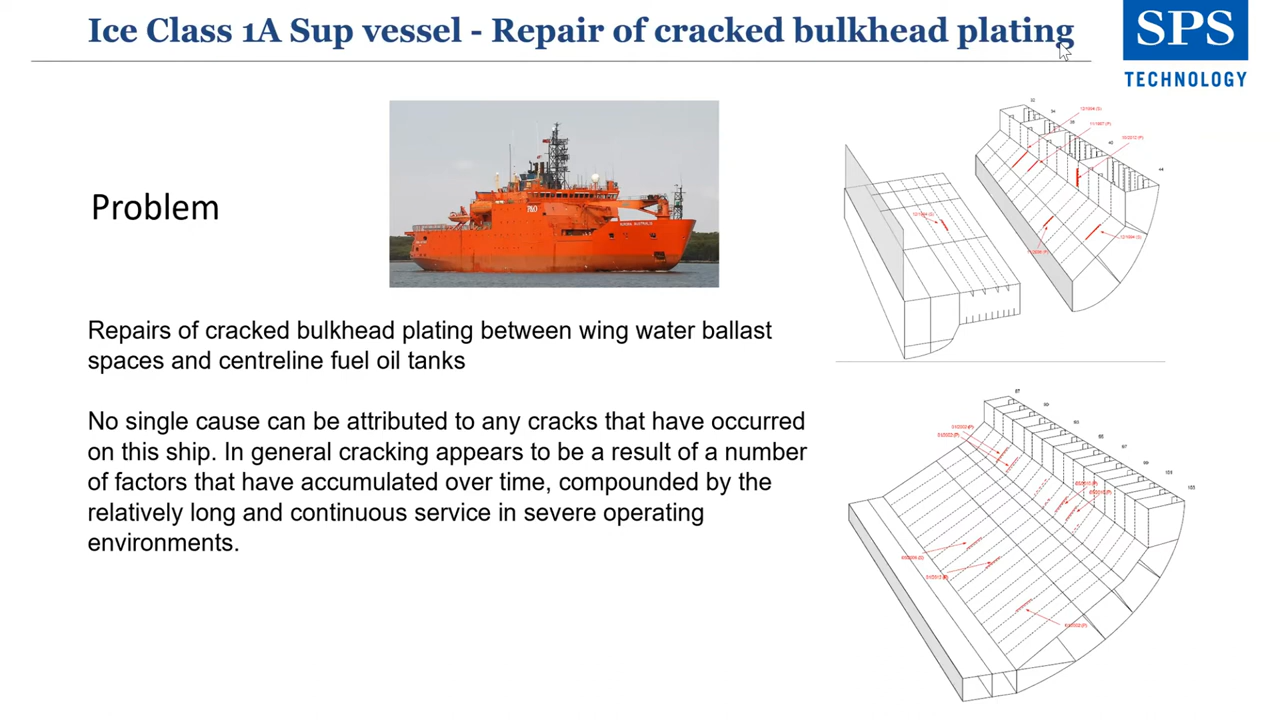 Ice Class 1A Sup vessel - Repair of cracked bulkhead plating
SPS
TECHNOLOGY
Problem
P&O
Repairs of cracked bulkhead plating between wing water ballast
spaces and centreline fuel oil tanks
No single cause can be attributed to any cracks that have occurred
on this ship. In general cracking appears to be a result of a number
of factors that have accumulated over time, compounded by the
relatively long and continuous service in severe operating
environments.